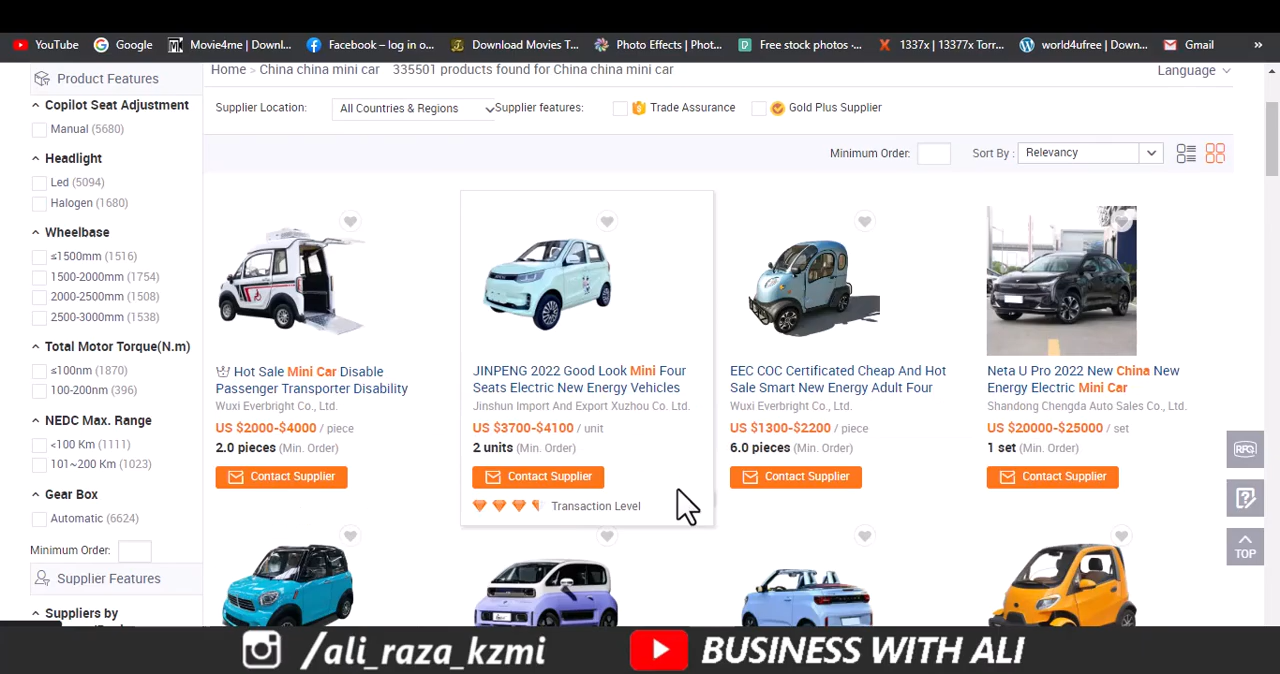 YouTube Google Movie4me | Downl... Facebook – log in o... Download Movies T... Photo Effects | Phot... Free stock photos -... 1337x | 13377x Torr... world4ufree | Down... Gmail »
Product Features
Home > China china mini car 335501 products found for China china mini car
Language
Copilot Seat Adjustment
Manual (5680)
Headlight
Led (5094)
Halogen (1680)
Wheelbase
≤1500mm (1516)
1500-2000mm (1754)
2000-2500mm (1508)
2500-3000mm (1538)
Total Motor Torque(N.m)
≤100nm (1870)
100-200nm (396)
NEDC Max. Range
<100 Km (1111)
101~200 Km (1023)
Gear Box
Automatic (6624)
Minimum Order:
Supplier Features
Suppliers by
Supplier Location: All Countries & Regions Supplier features: Trade Assurance Gold Plus Supplier
Minimum Order: Sort By : Relevancy
Hot Sale Mini Car Disable
Passenger Transporter Disability
Wuxi Everbright Co., Ltd.
US $2000-$4000 / piece
2.0 pieces (Min. Order)
Contact Supplier
JINPENG 2022 Good Look Mini Four
Seats Electric New Energy Vehicles
Jinshun Import And Export Xuzhou Co. Ltd.
US $3700-$4100 / unit
2 units (Min. Order)
Contact Supplier
Transaction Level
EEC COC Certificated Cheap And Hot
Sale Smart New Energy Adult Four
Wuxi Everbright Co., Ltd.
US $1300-$2200 / piece
6.0 pieces (Min. Order)
Contact Supplier
Neta U Pro 2022 New China New
Energy Electric Mini Car
Shandong Chengda Auto Sales Co., Ltd.
US $20000-$25000 / set
1 set (Min. Order)
Contact Supplier
RFQ
TOP
/ali_raza_kzmi BUSINESS WITH ALI